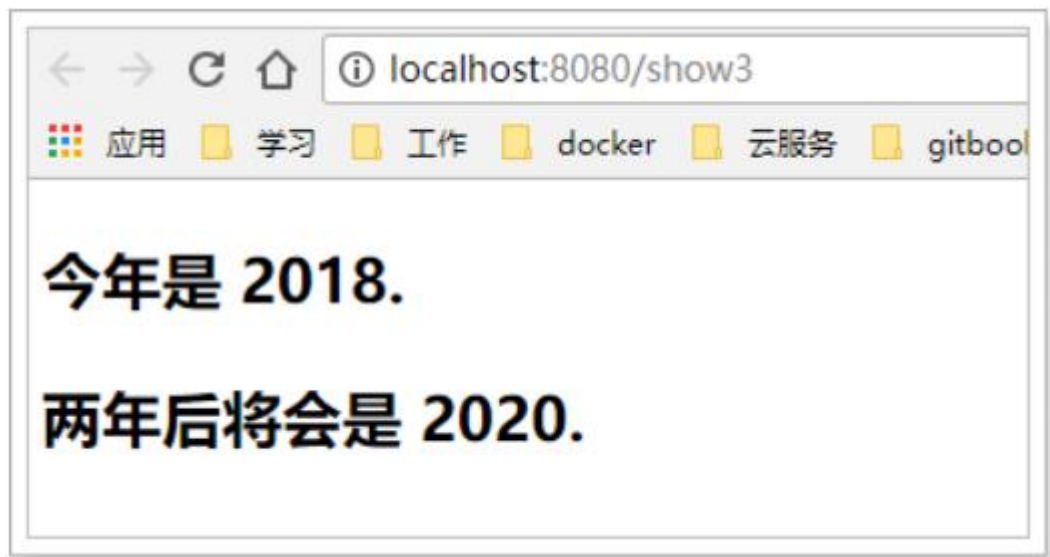 localhost:8080/show3
应用 学习 工作 docker 云服务 gitbook
今年是 2018.
两年后将会是 2020.